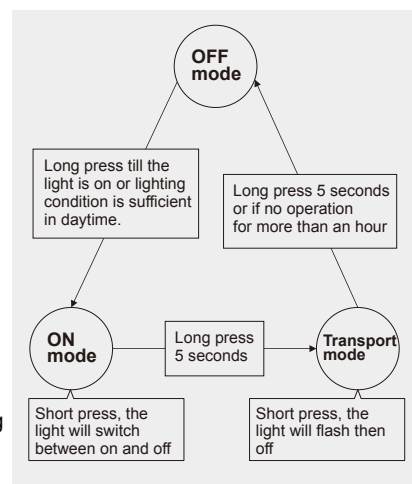 OFF
mode
Long press till the
light is on or lighting
condition is sufficient
in daytime.
Long press 5 seconds
or if no operation
for more than an hour
ON
mode
Long press
5 seconds
Transport
mode
Short press, the
light will switch
between on and off
Short press, the
light will flash then
off
g